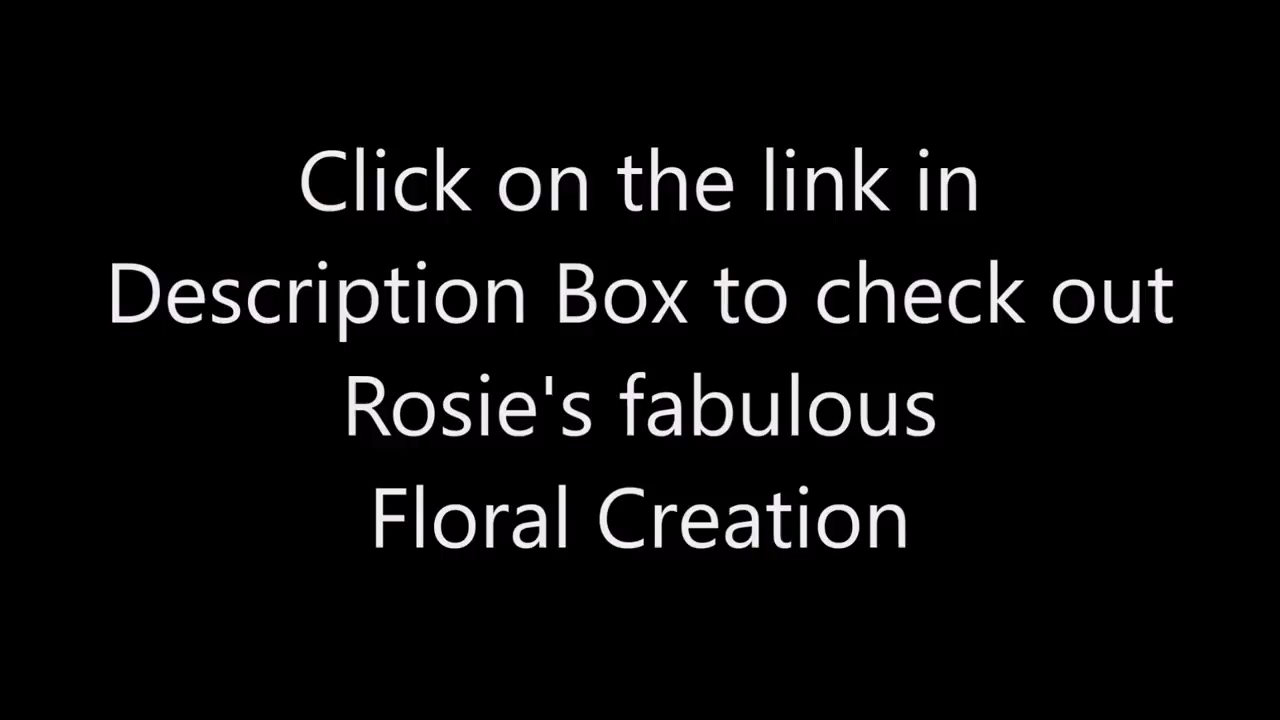 Click on the link in
Description Box to check out
Rosie's fabulous
Floral Creation